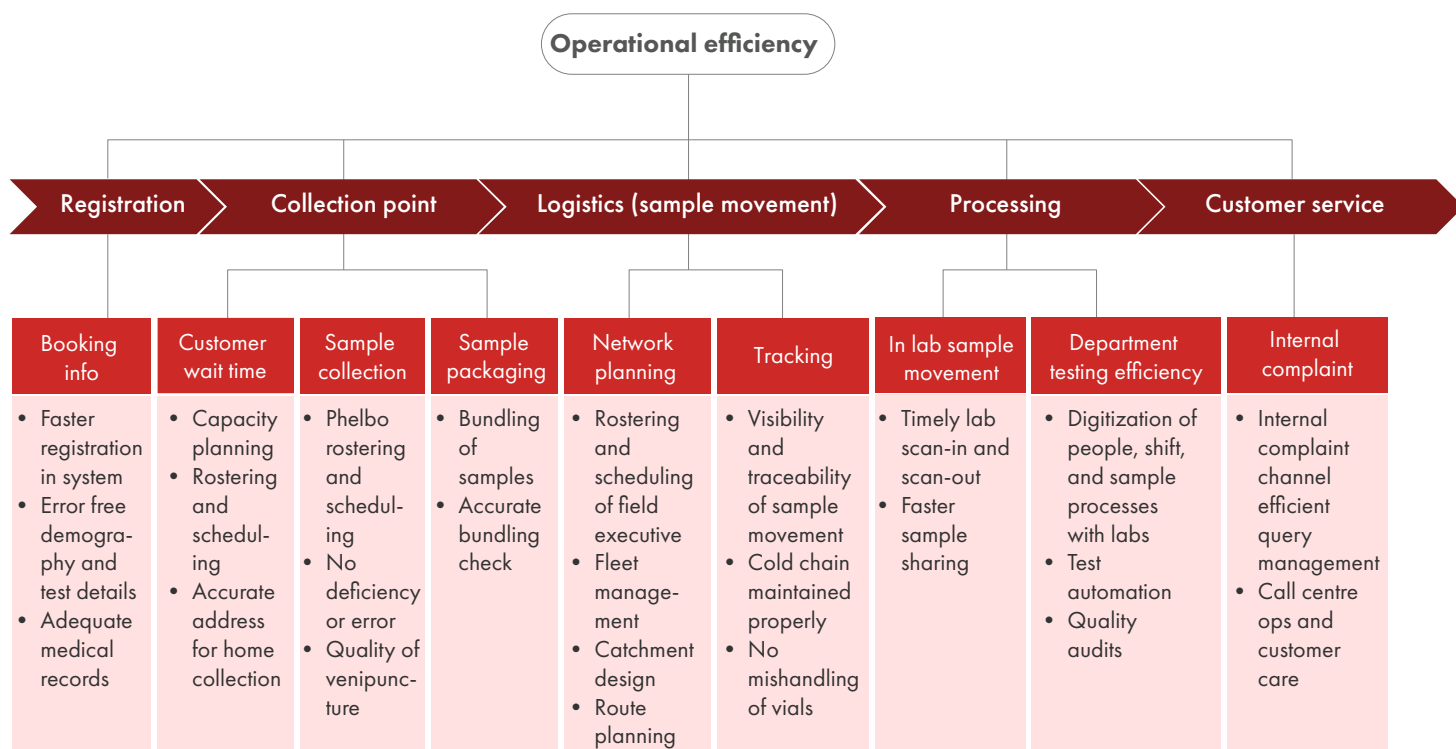 Operational efficiency
Registration
Collection point
Logistics (sample movement)
Processing
Customer service
Booking
info
• Faster
registration
in system
• Error free
demogra-
phy and
test details
• Adequate
medical
records
Customer
wait time
• Capacity
planning
• Rostering
and
schedul-
ing
• Accurate
address
for home
collection
Sample
collection
• Phelbo
rostering
and
schedul-
ing
• No
deficiency
or error
• Quality of
venipunc-
ture
Sample
packaging
• Bundling
of
samples
• Accurate
bundling
check
Network
planning
• Rostering
and
scheduling
of field
executive
• Fleet
manage-
ment
• Catchment
design
• Route
planning
Tracking
• Visibility
and
traceability
of sample
movement
• Cold chain
maintained
properly
• No
mishandling
of vials
In lab sample
movement
• Timely lab
scan-in and
scan-out
• Faster
sample
sharing
Department
testing efficiency
• Digitization of
people, shift,
and sample
processes
with labs
• Test
automation
• Quality
audits
Internal
complaint
• Internal
complaint
channel
efficient
query
management
• Call centre
ops and
customer
care